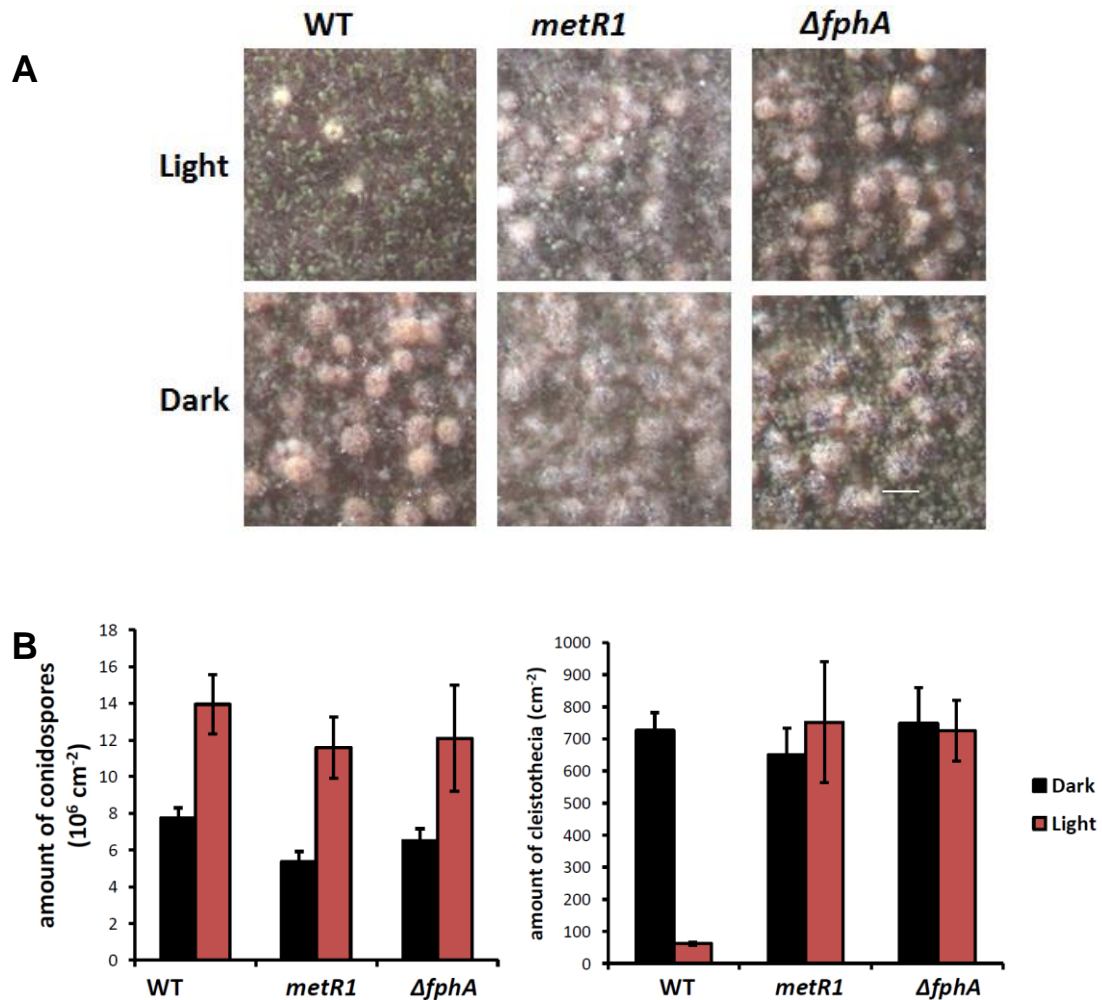 A
WT metR1 ΔfphA
Light
Dark
B
amount of conidospores
(10⁶ cm⁻²)
18
16
14
12
10
8
6
4
2
0
WT metR1 ΔfphA
amount of cleistothecia (cm⁻²)
1000
900
800
700
600
500
400
300
200
100
0
WT metR1 ΔfphA
Dark
Light